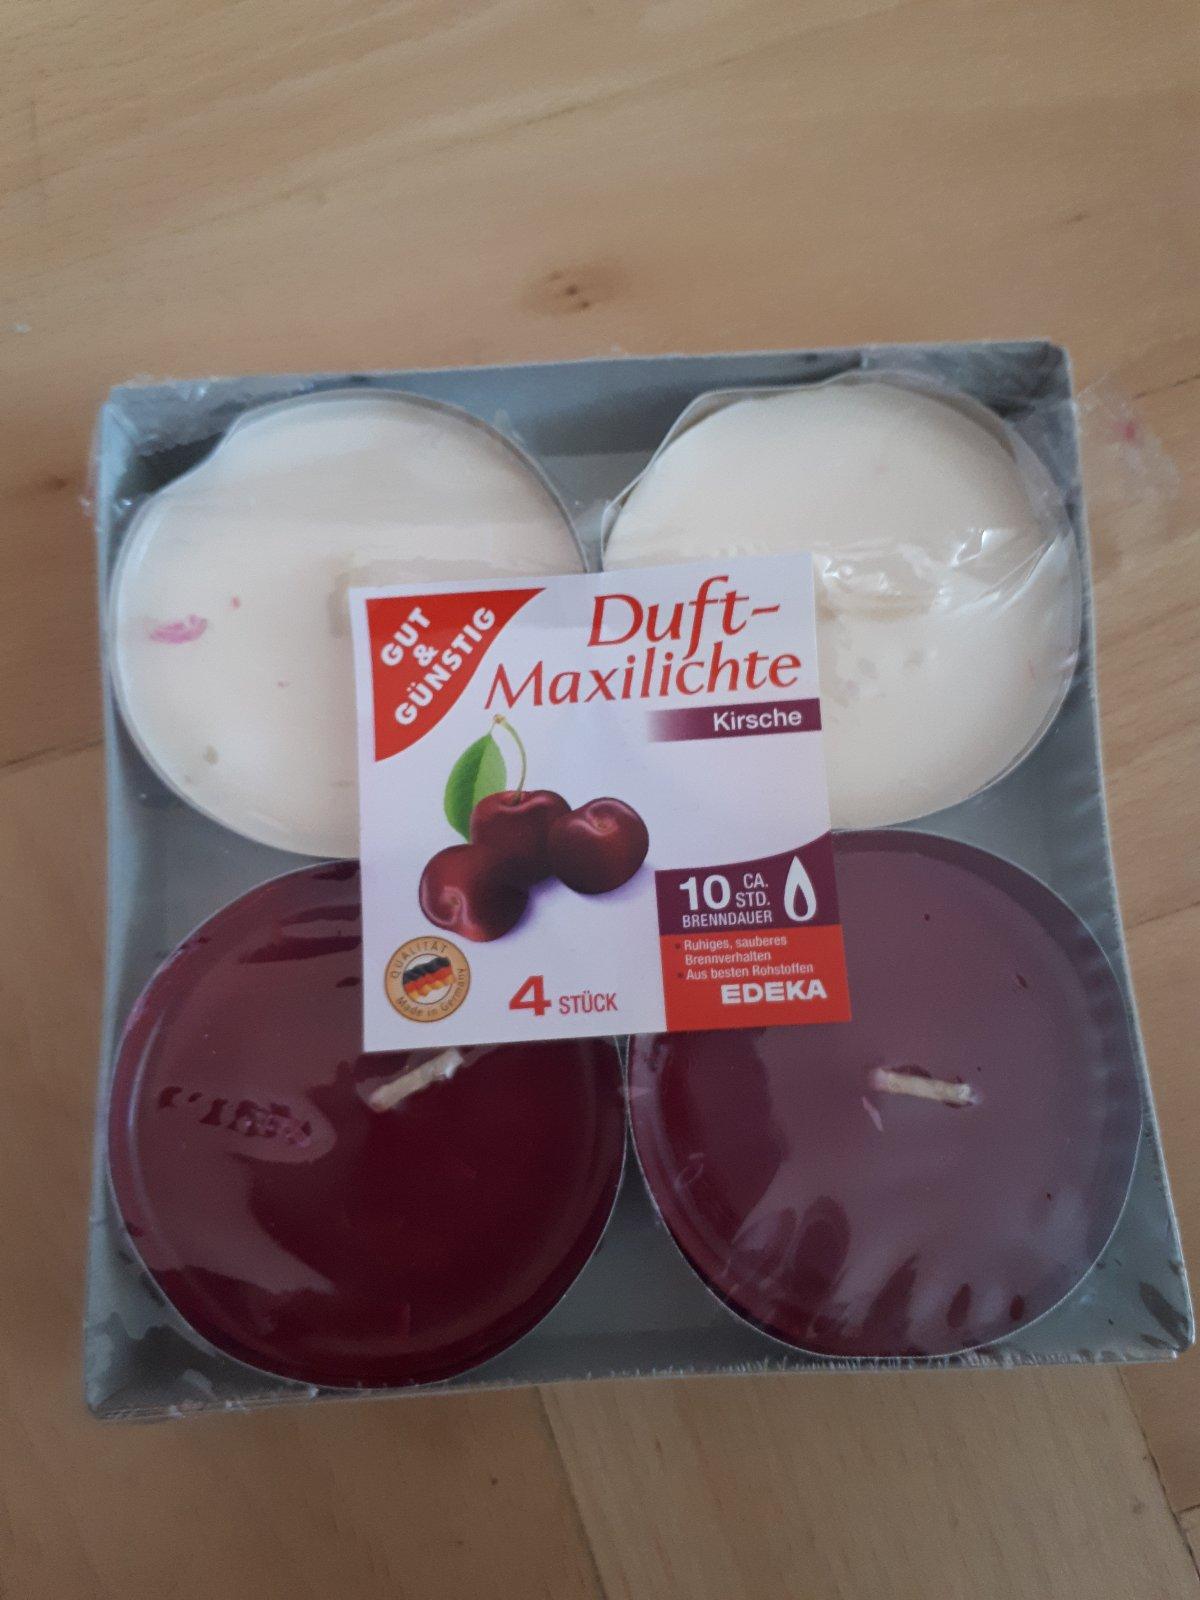 GUT
&
GÜNSTIG
Duft-
Maxilichte
Kirsche
10 CA.
STD.
BRENNDAUER
• Ruhiges, sauberes
Brennverhalten
• Aus besten Rohstoffen
EDEKA
QUALITÄT
Made in Germany
4 STÜCK